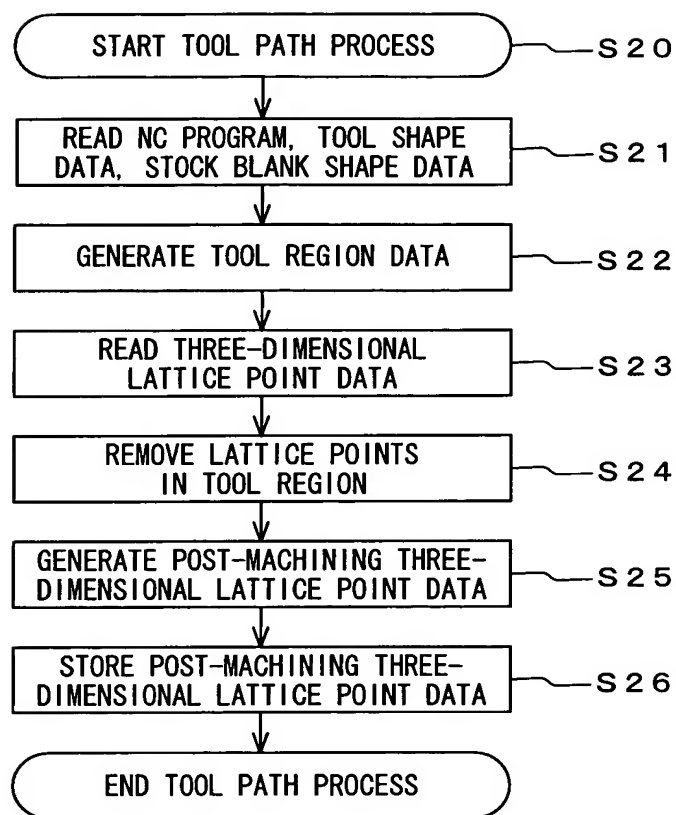 START TOOL PATH PROCESS S20
READ NC PROGRAM, TOOL SHAPE
DATA, STOCK BLANK SHAPE DATA S21
GENERATE TOOL REGION DATA S22
READ THREE-DIMENSIONAL
LATTICE POINT DATA S23
REMOVE LATTICE POINTS
IN TOOL REGION S24
GENERATE POST-MACHINING THREE-
DIMENSIONAL LATTICE POINT DATA S25
STORE POST-MACHINING THREE-
DIMENSIONAL LATTICE POINT DATA S26
END TOOL PATH PROCESS